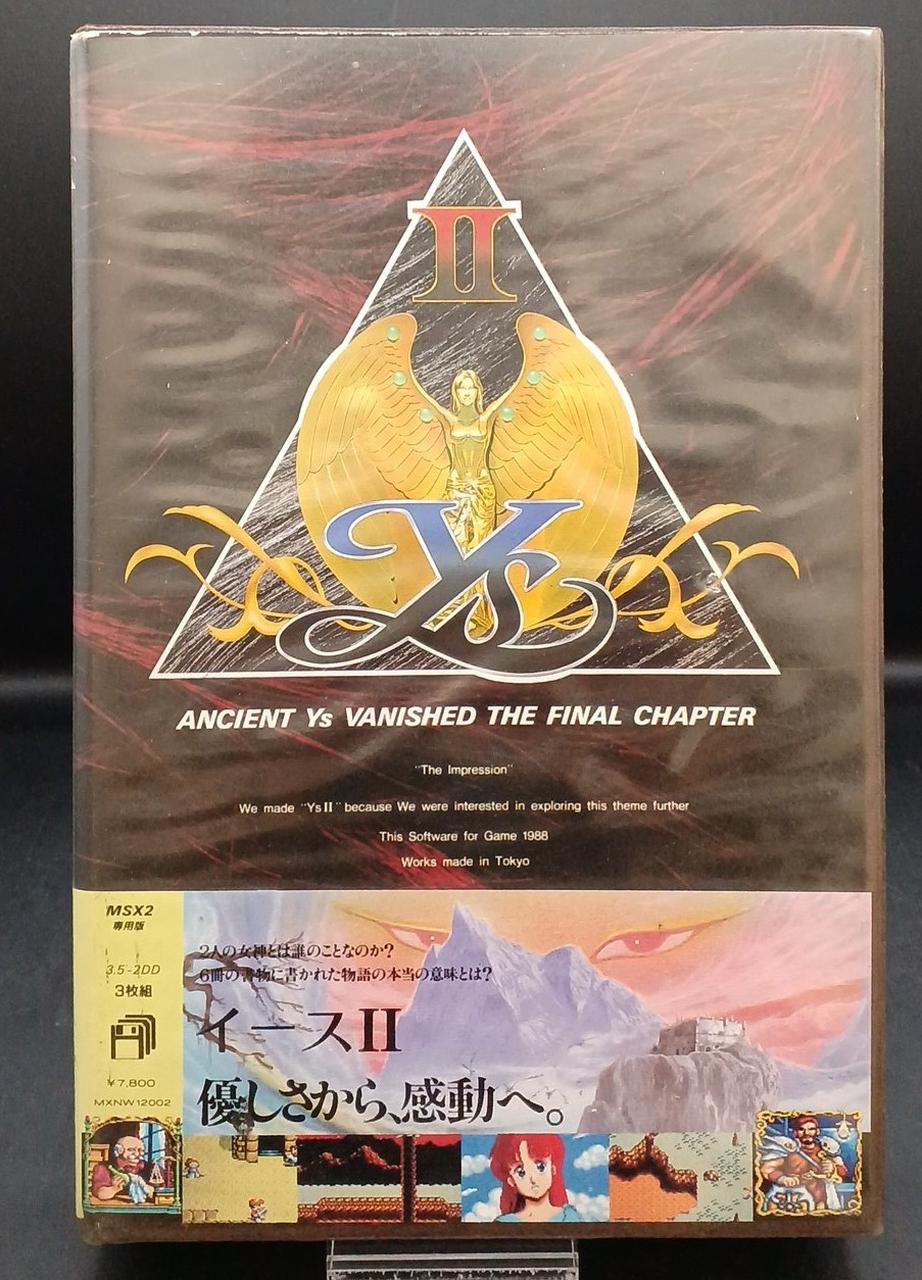 II
Ys
ANCIENT Ys VANISHED THE FINAL CHAPTER
"The Impression"
We made "Ys II" because We were interested in exploring this theme further
This Software for Game 1988
Works made in Tokyo
MSX2
専用版
3.5-2DD
3枚組
¥7,800
MXNW12002
2人の女神とは誰のことなのか?
6冊の書物に書かれた物語の本当の意味とは?
イースII
優しさから、感動へ。